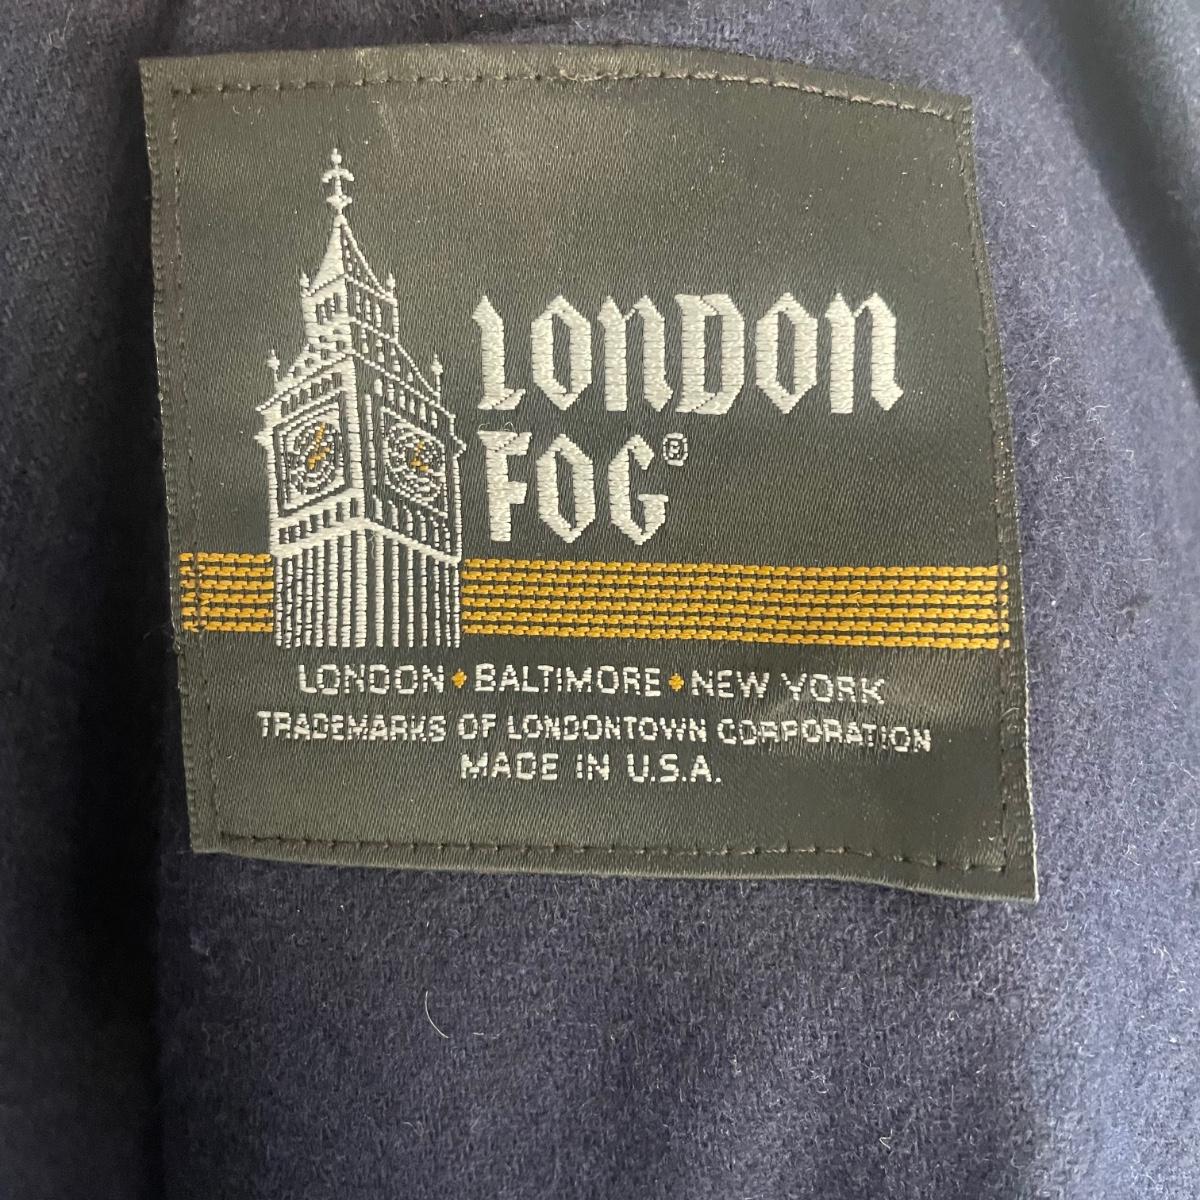 LONDON
FOG®
LONDON • BALTIMORE • NEW YORK
TRADEMARKS OF LONDONTOWN CORPORATION
MADE IN U.S.A.